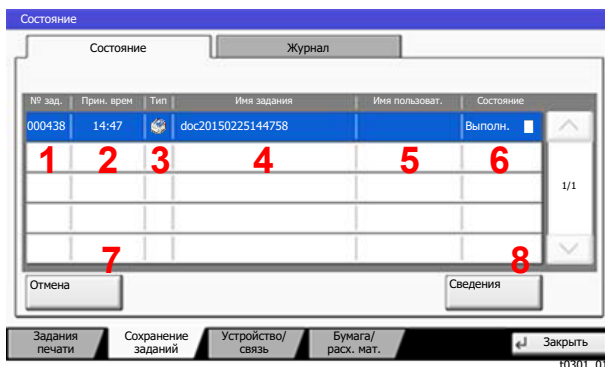 Состояние
Состояние Журнал
№ зад. Прин. врем Тип Имя задания Имя пользоват. Состояние
000438 14:47 doc20150225144758 Выполн.
1 2 3 4 5 6
1/1
7 8
Отмена Сведения
Задания печати Сохранение заданий Устройство/ связь Бумага/ расх. мат. Закрыть